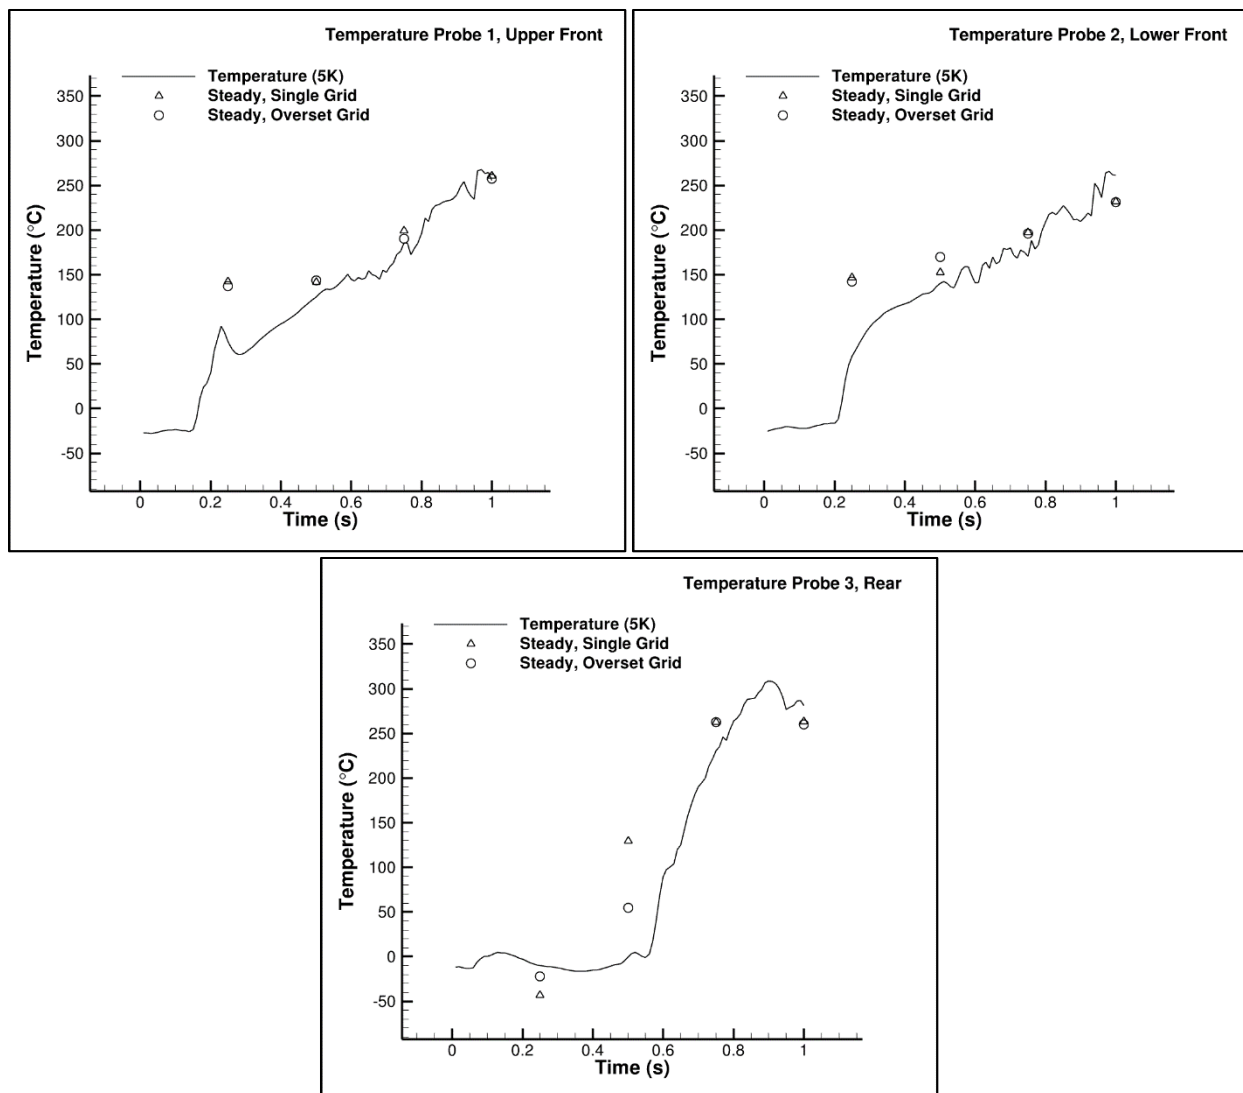 Temperature Probe 1, Upper Front
Temperature (5K)
Steady, Single Grid
Steady, Overset Grid
350
300
250
200
150
100
50
0
-50
Temperature (°C)
0 0.2 0.4 0.6 0.8 1
Time (s)
Temperature Probe 2, Lower Front
Temperature (5K)
Steady, Single Grid
Steady, Overset Grid
350
300
250
200
150
100
50
0
-50
Temperature (°C)
0 0.2 0.4 0.6 0.8 1
Time (s)
Temperature Probe 3, Rear
Temperature (5K)
Steady, Single Grid
Steady, Overset Grid
350
300
250
200
150
100
50
0
-50
Temperature (°C)
0 0.2 0.4 0.6 0.8 1
Time (s)